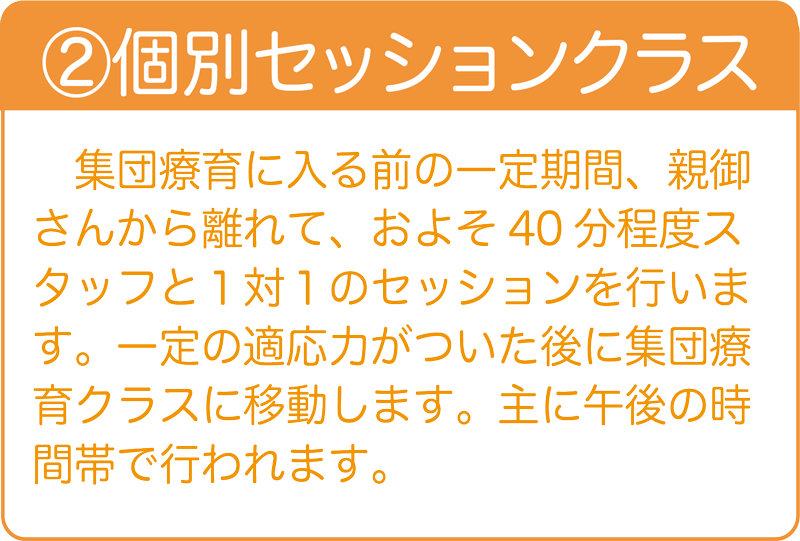 ②個別セッションクラス
　集団療育に入る前の一定期間、親御
さんから離れて、およそ 40 分程度ス
タッフと１対１のセッションを行いま
す。一定の適応力がついた後に集団療
育クラスに移動します。主に午後の時
間帯で行われます。